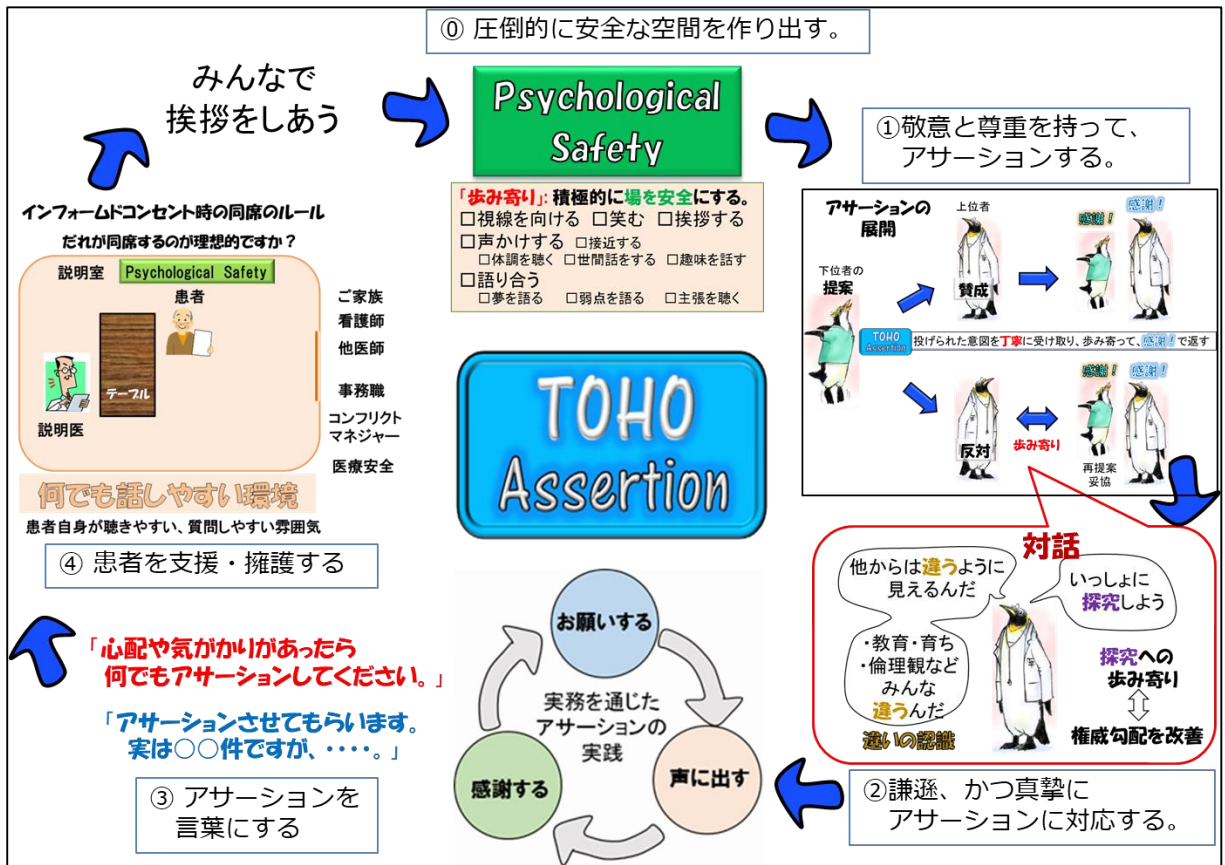 ⓪ 圧倒的に安全な空間を作り出す。
みんなで
挨拶をしあう
Psychological
Safety
「歩み寄り」: 積極的に場を安全にする。
□視線を向ける □笑む □挨拶する
□声かけする □接近する
□体調を聴く □世間話をする □趣味を話す
□語り合う
□夢を語る □弱点を語る □主張を聴く
①敬意と尊重を持って、
アサーションする。
アサーションの
展開
上位者
下位者の
提案
賛成
感謝!
感謝!
TOHO
Assertion
投げられた意図を丁寧に受け取り、歩み寄って、感謝!で返す
反対
歩み寄り
感謝!
感謝!
再提案
妥協
対話
他からは違うように
見えるんだ
・教育・育ち
・倫理観など
みんな
違うんだ
違いの認識
いっしょに
探究しよう
探究への
歩み寄り
権威勾配を改善
②謙遜、かつ真摯に
アサーションに対応する。
TOHO
Assertion
お願いする
声に出す
感謝する
実務を通じた
アサーションの
実践
③ アサーションを
言葉にする
「心配や気がかりがあったら
何でもアサーションしてください。」
「アサーションさせてもらいます。
実は○○件ですが、・・・・。」
④ 患者を支援・擁護する
インフォームドコンセント時の同席のルール
だれが同席するのが理想的ですか?
説明室
Psychological Safety
患者
テーブル
説明医
ご家族
看護師
他医師
事務職
コンフリクト
マネジャー
医療安全
何でも話しやすい環境
患者自身が聴きやすい、質問しやすい雰囲気